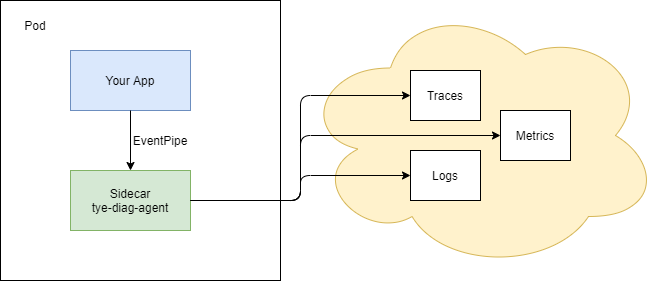 Pod
Your App
EventPipe
Sidecar
tye-diag-agent
Traces
Metrics
Logs